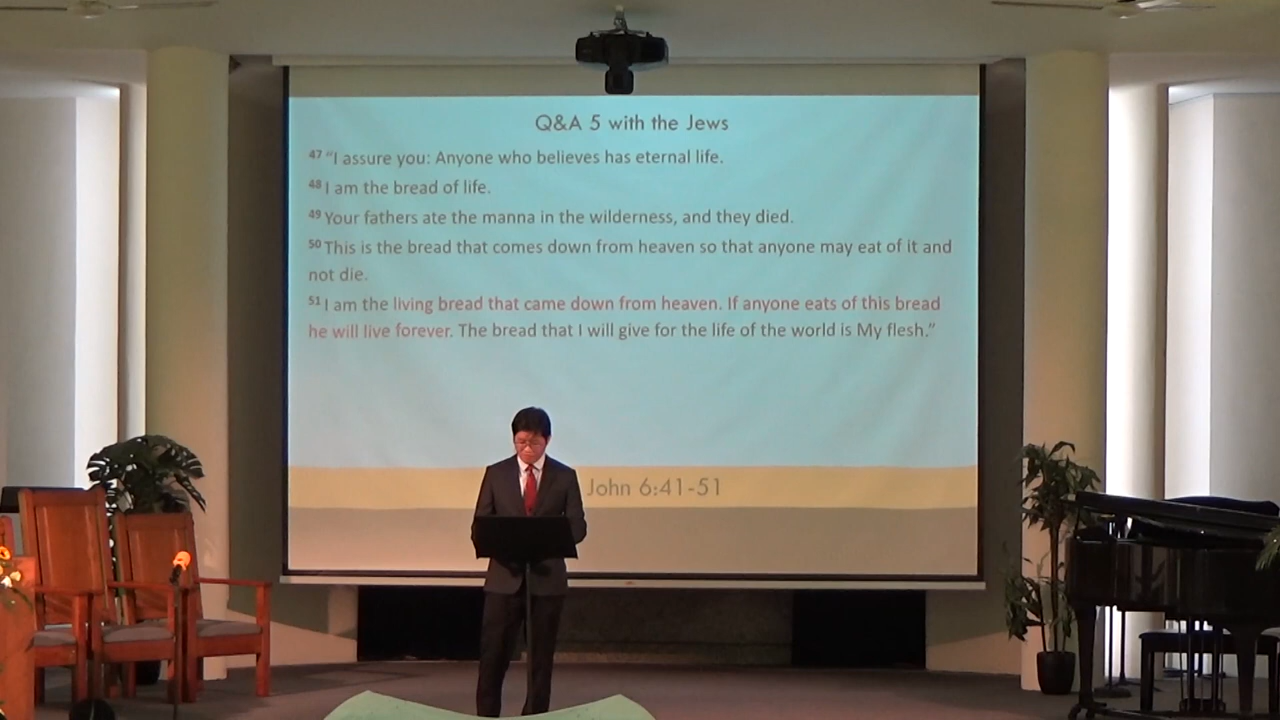 Q&A 5 with the Jews
47 “I assure you: Anyone who believes has eternal life.
48 I am the bread of life.
49 Your fathers ate the manna in the wilderness, and they died.
50 This is the bread that comes down from heaven so that anyone may eat of it and
not die.
51 I am the living bread that came down from heaven. If anyone eats of this bread
he will live forever. The bread that I will give for the life of the world is My flesh.”
John 6:41-51